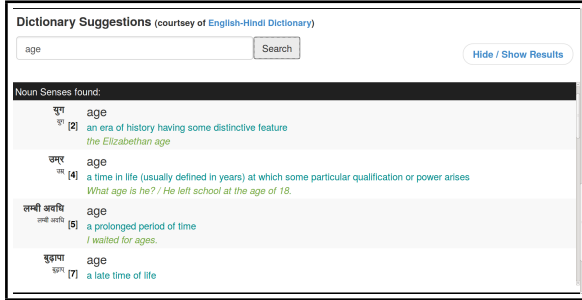 Dictionary Suggestions (courtsey of English-Hindi Dictionary)
age Search
Hide / Show Results
Noun Senses found:
युग age
युग [2] an era of history having some distinctive feature
the Elizabethan age
उम्र age
उम्र [4] a time in life (usually defined in years) at which some particular qualification or power arises
What age is he? / He left school at the age of 18.
लम्बी अवधि age
लम्बी अवधि [5] a prolonged period of time
I waited for ages.
बुढ़ापा age
[7] a late time of life